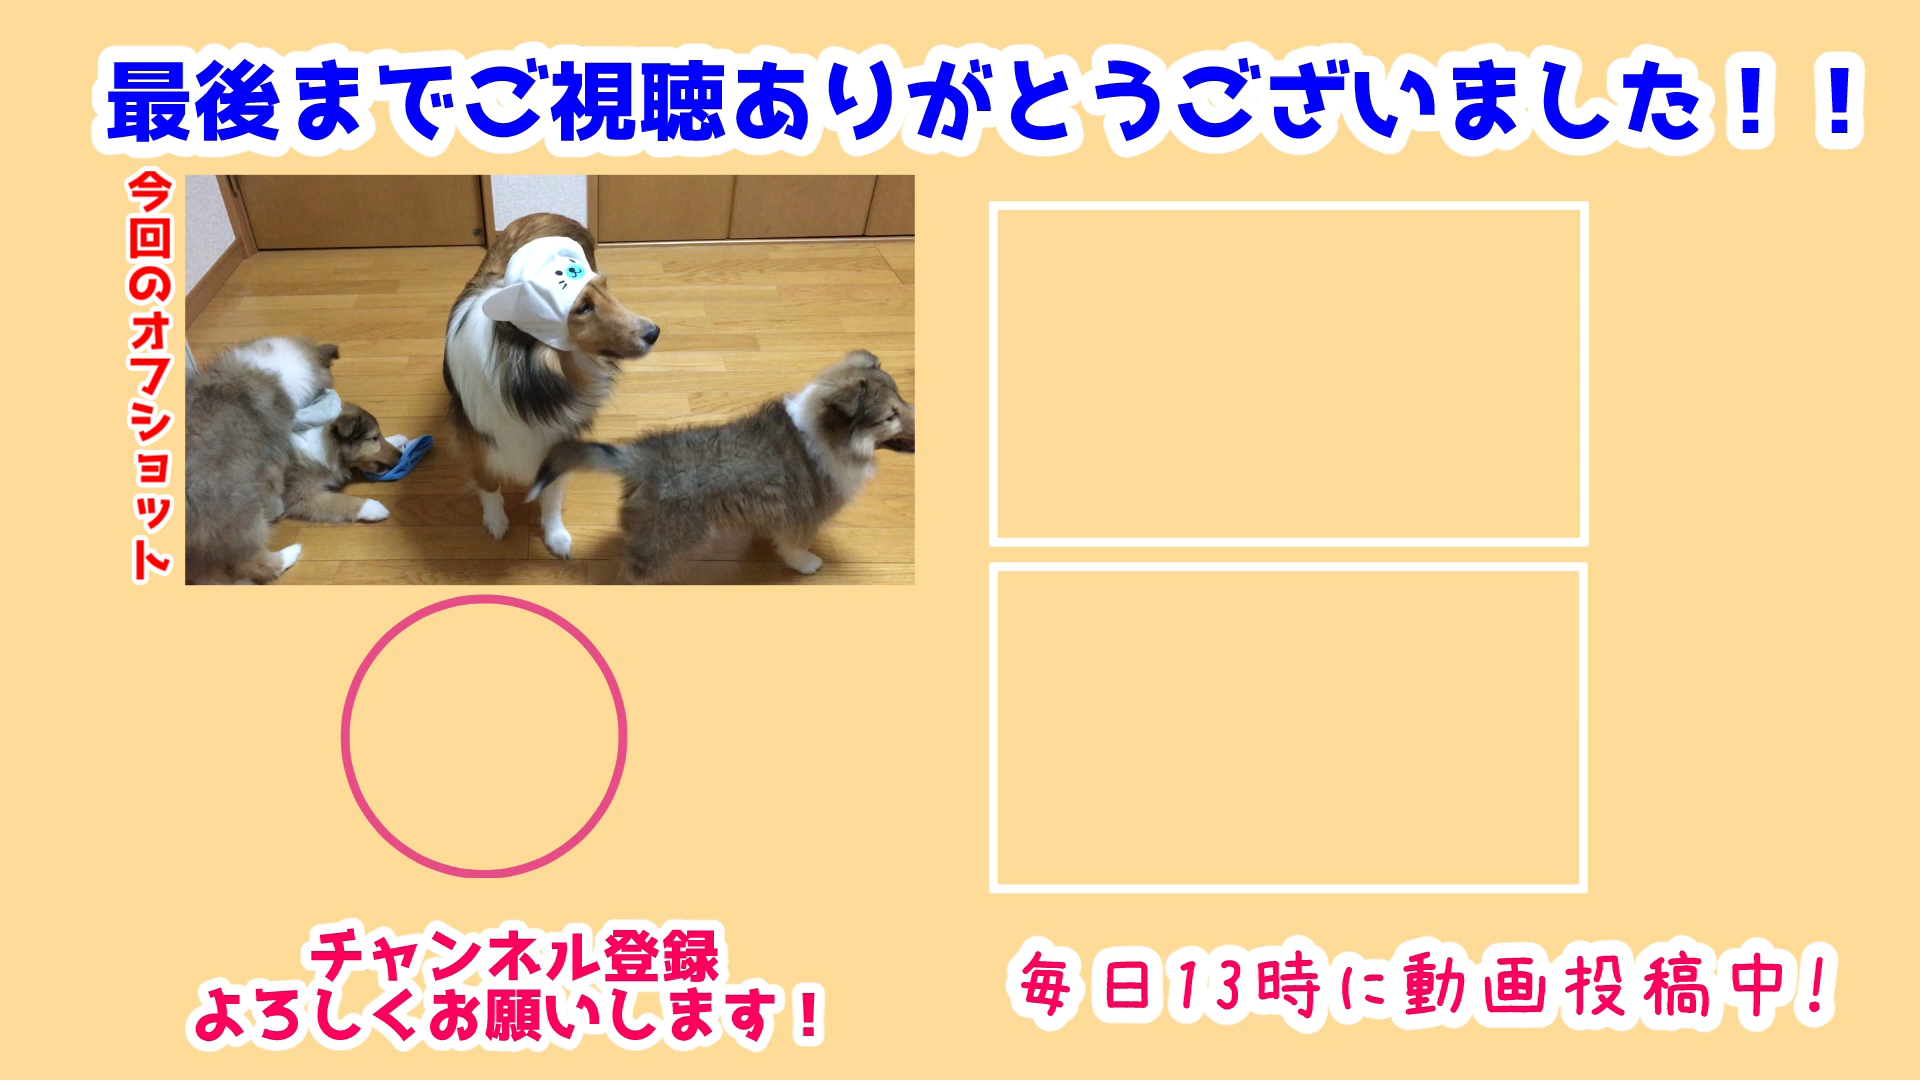 最後までご視聴ありがとうございました！！
今回のオフショット
チャンネル登録
よろしくお願いします！
毎日13時に動画投稿中！